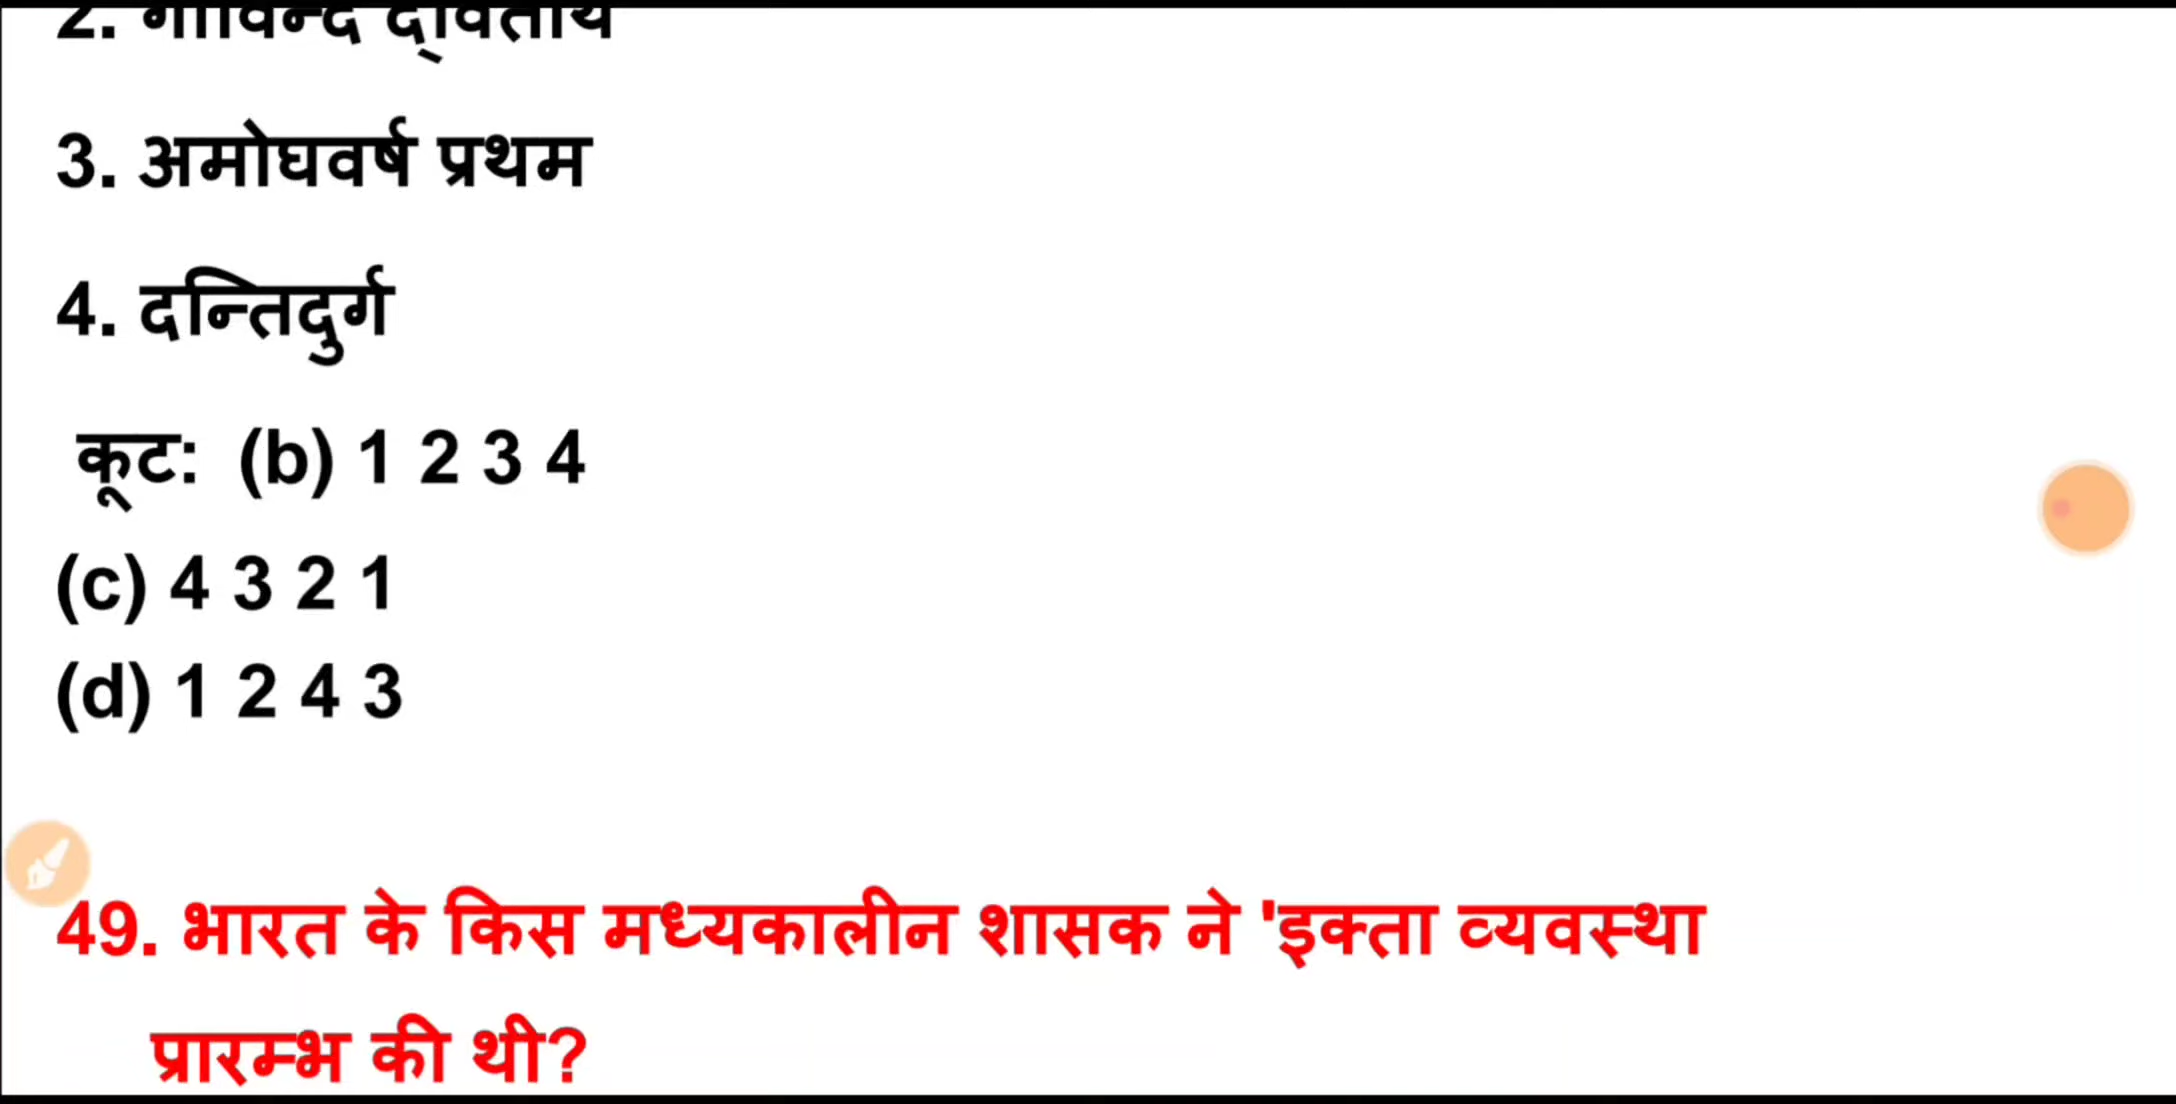 2. गोविन्द द्वितीय
3. अमोघवर्ष प्रथम
4. दन्तिदुर्ग
कूट: (b) 1 2 3 4
(c) 4 3 2 1
(d) 1 2 4 3
49. भारत के किस मध्यकालीन शासक ने 'इक्ता व्यवस्था
प्रारम्भ की थी?